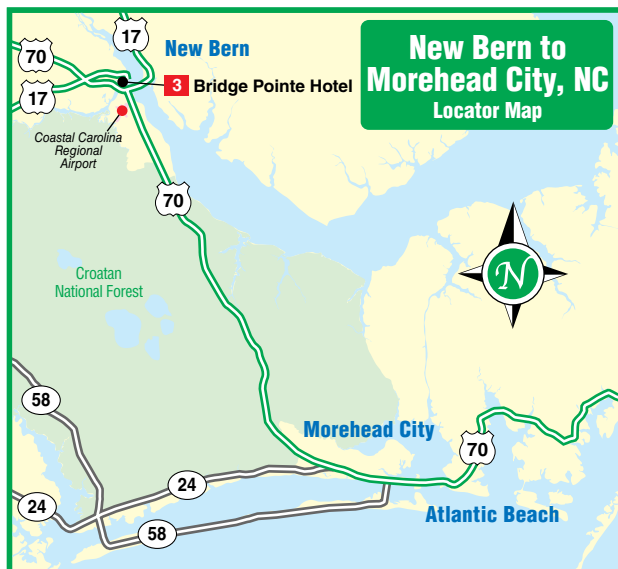 17
New Bern
70
New Bern to
Morehead City, NC
Locator Map
3 Bridge Pointe Hotel
17
Coastal Carolina
Regional
Airport
70
N
Croatan
National Forest
58
Morehead City
70
24
24
Atlantic Beach
58